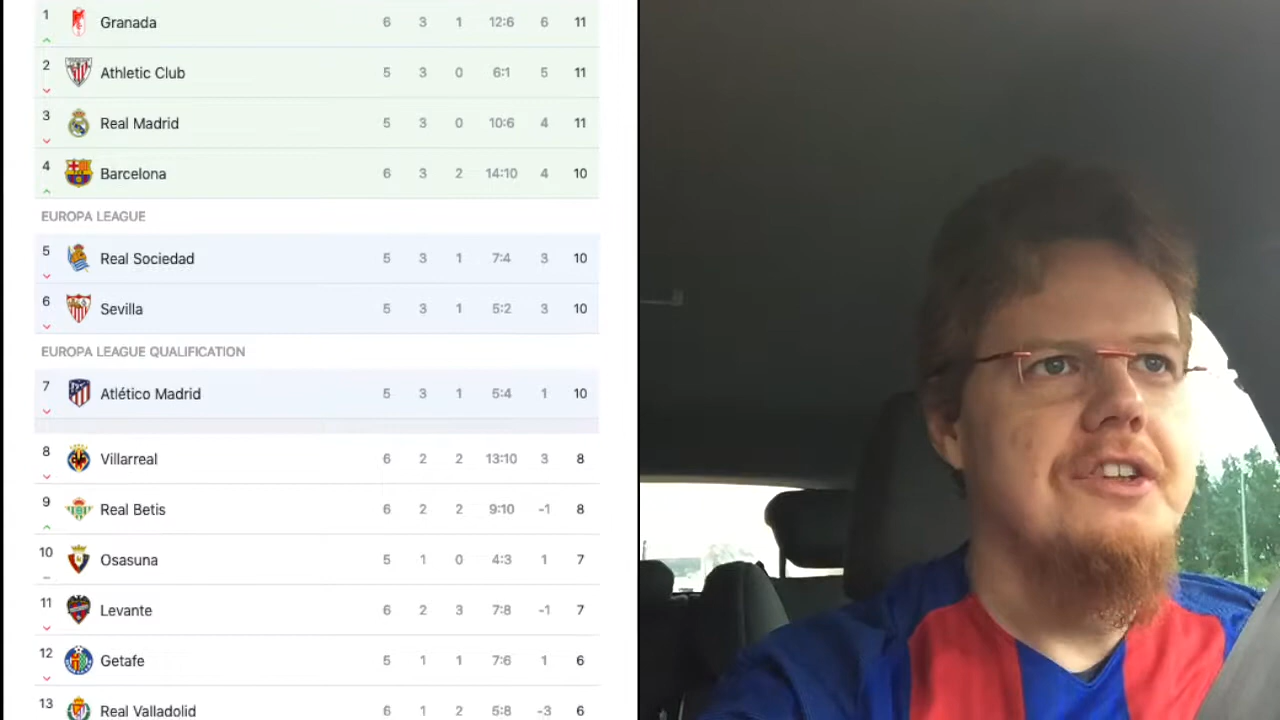 1 Granada 6 3 1 12:6 6 11
2 Athletic Club 5 3 0 6:1 5 11
3 Real Madrid 5 3 0 10:6 4 11
4 Barcelona 6 3 2 14:10 4 10
EUROPA LEAGUE
5 Real Sociedad 5 3 1 7:4 3 10
6 Sevilla 5 3 1 5:2 3 10
EUROPA LEAGUE QUALIFICATION
7 Atlético Madrid 5 3 1 5:4 1 10
8 Villarreal 6 2 2 13:10 3 8
9 Real Betis 6 2 2 9:10 -1 8
10 Osasuna 5 1 0 4:3 1 7
11 Levante 6 2 3 7:8 -1 7
12 Getafe 5 1 1 7:6 1 6
13 Real Valladolid 6 1 2 5:8 -3 6